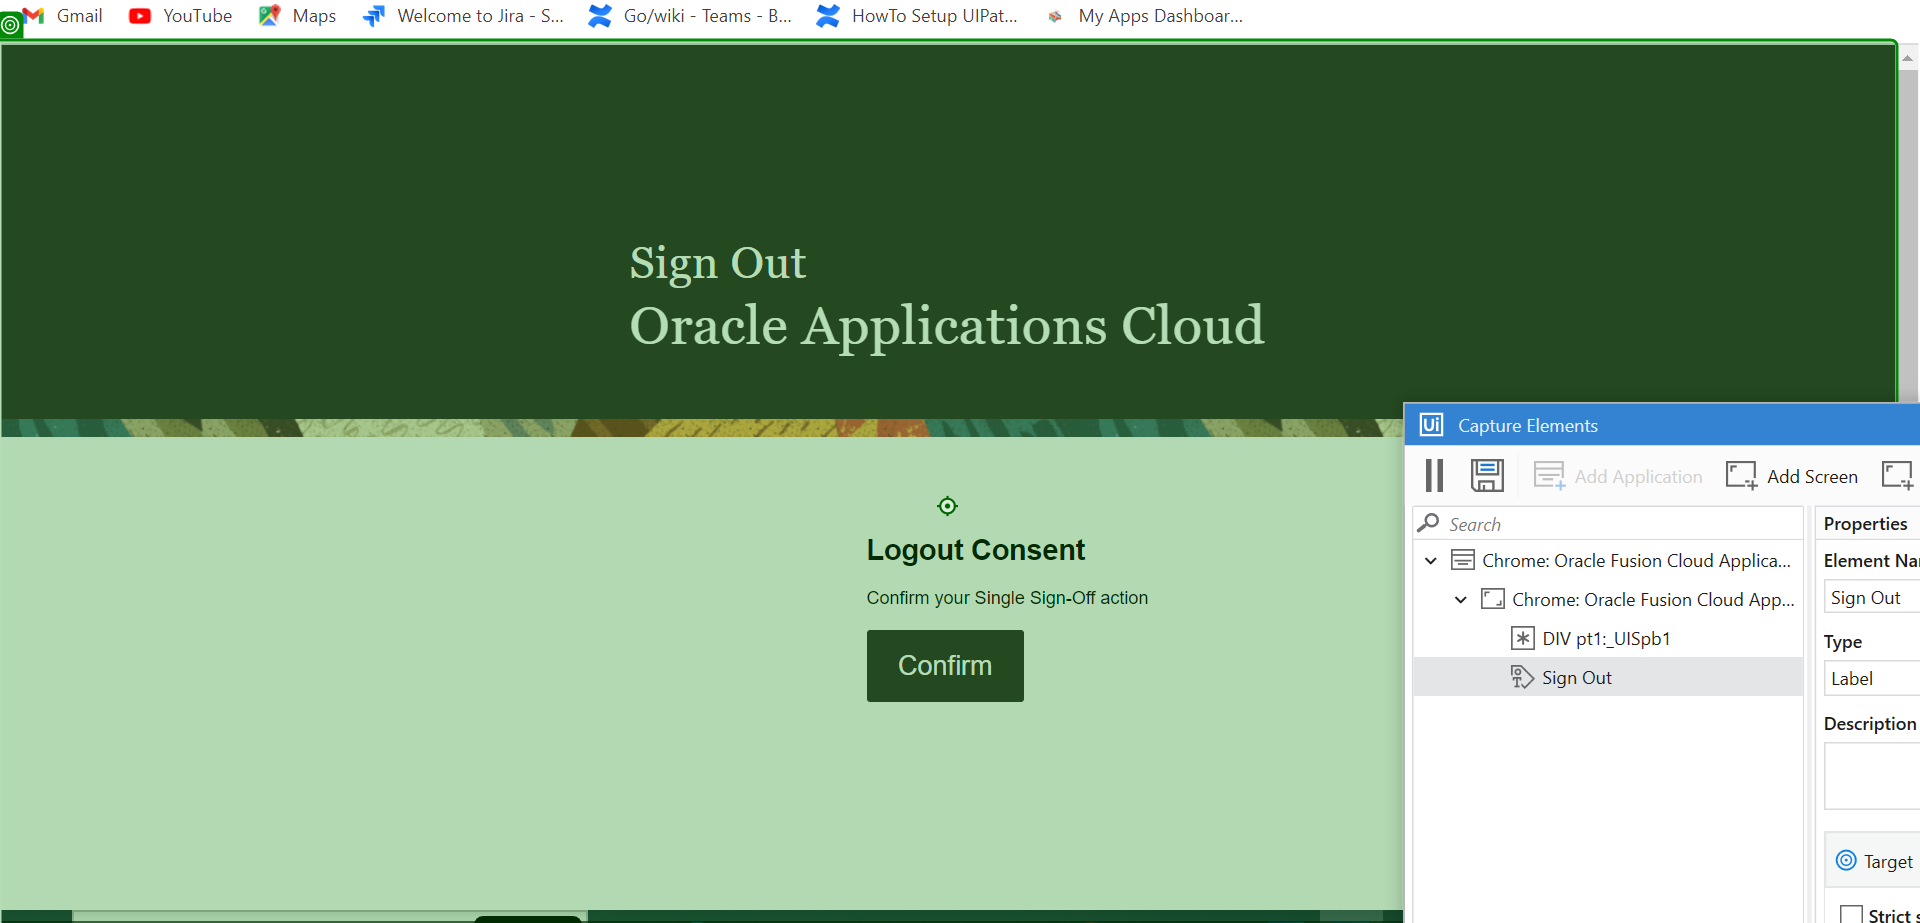 Gmail YouTube Maps Welcome to Jira - S... Go/wiki - Teams - B... HowTo Setup UIPat... My Apps Dashboar...
Sign Out
Oracle Applications Cloud
Logout Consent
Confirm your Single Sign-Off action
Confirm
Ui Capture Elements
Add Application Add Screen
Search
Chrome: Oracle Fusion Cloud Applica...
Chrome: Oracle Fusion Cloud App...
DIV pt1:_UISpb1
Sign Out
Properties
Element Na
Sign Out
Type
Label
Description
Target
Strict s